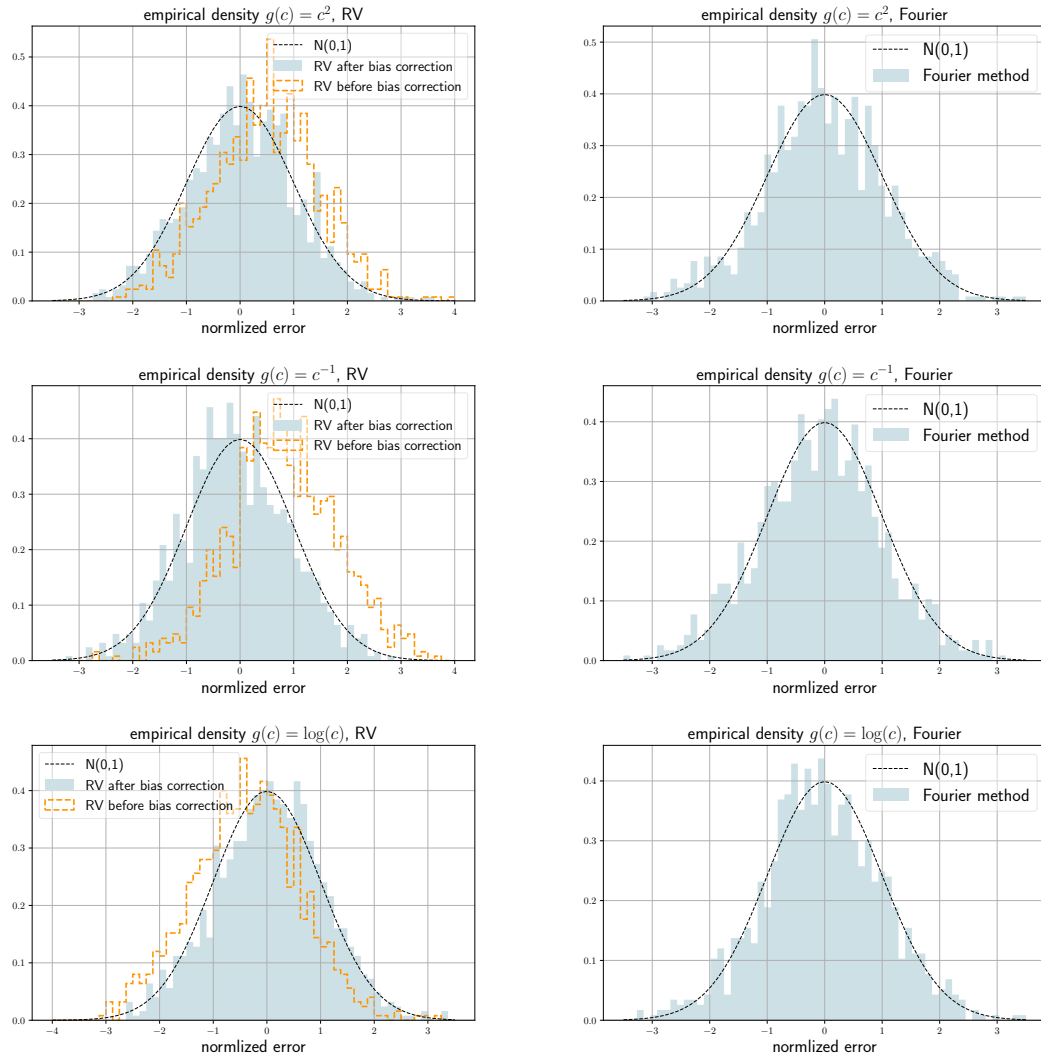 empirical density g(c) = c², RV
N(0,1)
RV after bias correction
RV before bias correction
0.5
0.4
0.3
0.2
0.1
0.0
−3 −2 −1 0 1 2 3 4
normlized error
empirical density g(c) = c², Fourier
N(0,1)
Fourier method
0.5
0.4
0.3
0.2
0.1
0.0
−3 −2 −1 0 1 2 3
normlized error
empirical density g(c) = c⁻¹, RV
N(0,1)
RV after bias correction
RV before bias correction
0.4
0.3
0.2
0.1
0.0
−3 −2 −1 0 1 2 3 4
normlized error
empirical density g(c) = c⁻¹, Fourier
N(0,1)
Fourier method
0.4
0.3
0.2
0.1
0.0
−3 −2 −1 0 1 2 3
normlized error
empirical density g(c) = log(c), RV
N(0,1)
RV after bias correction
RV before bias correction
0.4
0.3
0.2
0.1
0.0
−4 −3 −2 −1 0 1 2 3
normlized error
empirical density g(c) = log(c), Fourier
N(0,1)
Fourier method
0.4
0.3
0.2
0.1
0.0
−3 −2 −1 0 1 2 3
normlized error